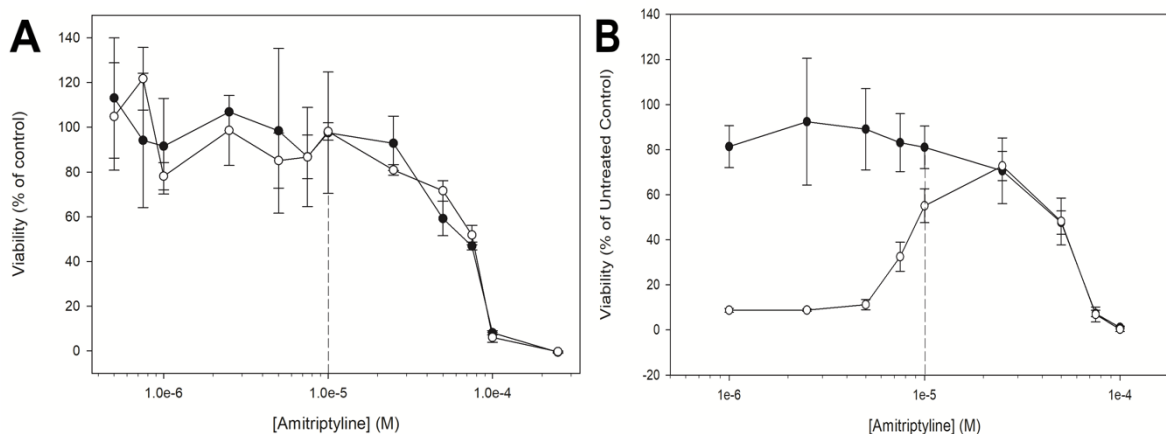 A
Viability (% of control)
140
120
100
80
60
40
20
0
1.0e-6
1.0e-5
1.0e-4
[Amitriptyline] (M)
B
Viability (% of Untreated Control)
140
120
100
80
60
40
20
0
-20
1e-6
1e-5
1e-4
[Amitriptyline] (M)